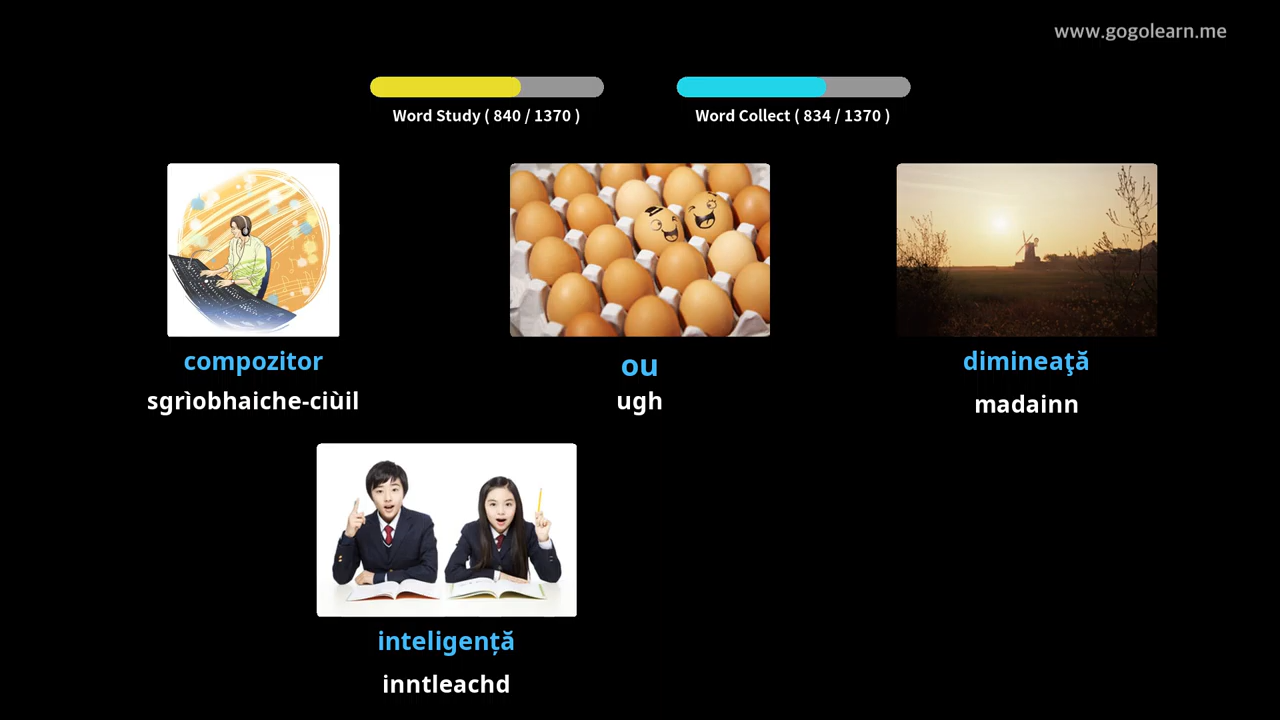 www.gogolearn.me
Word Study ( 840 / 1370 )
Word Collect ( 834 / 1370 )
compozitor
sgrìobhaiche-ciùil
ou
ugh
dimineaţă
madainn
inteligență
inntleachd